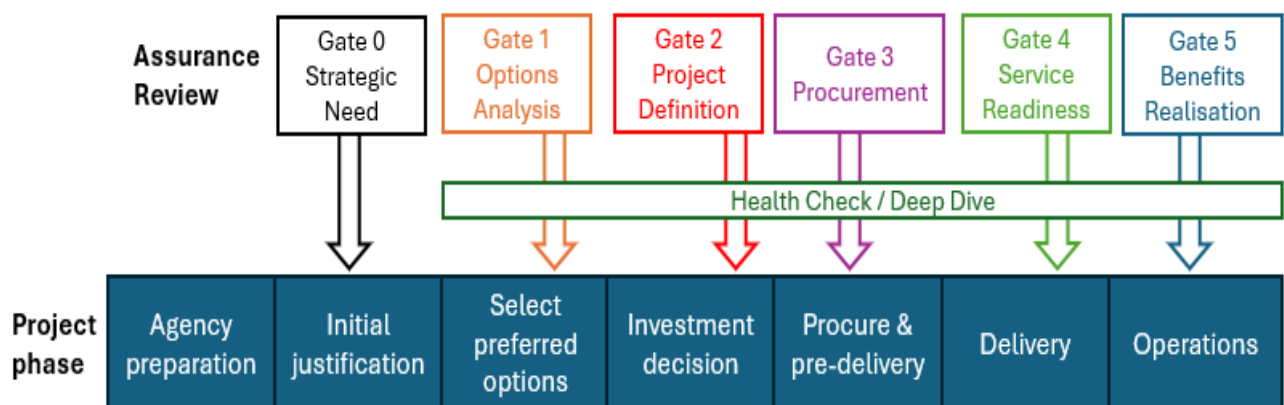 Assurance
Review
Gate 0
Strategic
Need
Gate 1
Options
Analysis
Gate 2
Project
Definition
Gate 3
Procurement
Gate 4
Service
Readiness
Gate 5
Benefits
Realisation
Health Check / Deep Dive
Project
phase
Agency
preparation
Initial
justification
Select
preferred
options
Investment
decision
Procure &
pre-delivery
Delivery
Operations